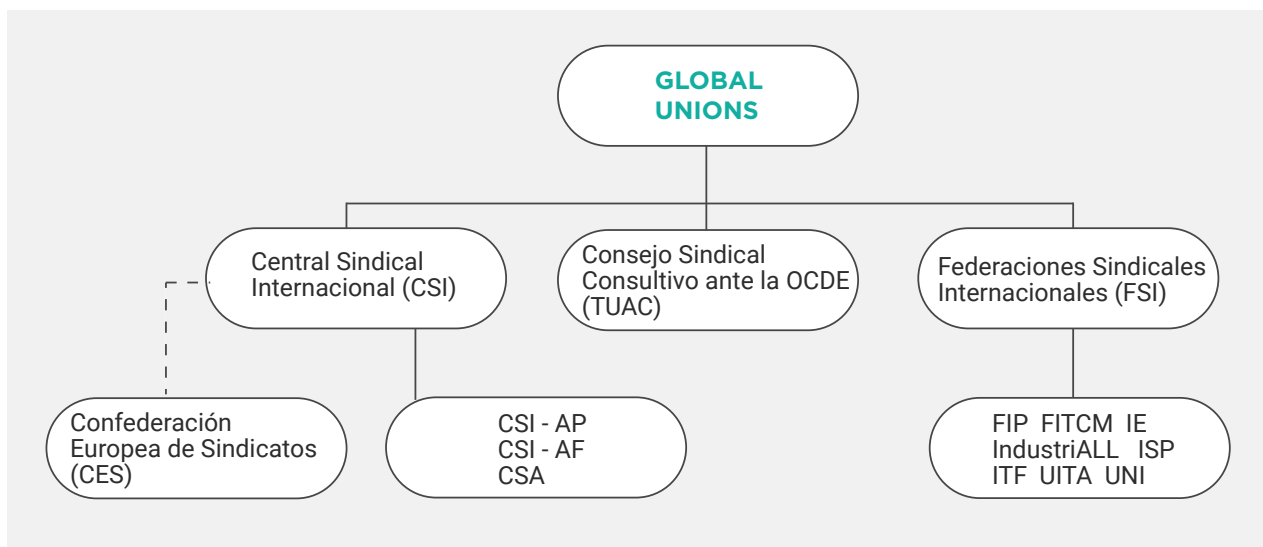 GLOBAL
UNIONS
Central Sindical
Internacional (CSI)
Consejo Sindical
Consultivo ante la OCDE
(TUAC)
Federaciones Sindicales
Internacionales (FSI)
Confederación
Europea de Sindicatos
(CES)
CSI - AP
CSI - AF
CSA
FIP FITCM IE
IndustriALL ISP
ITF UITA UNI